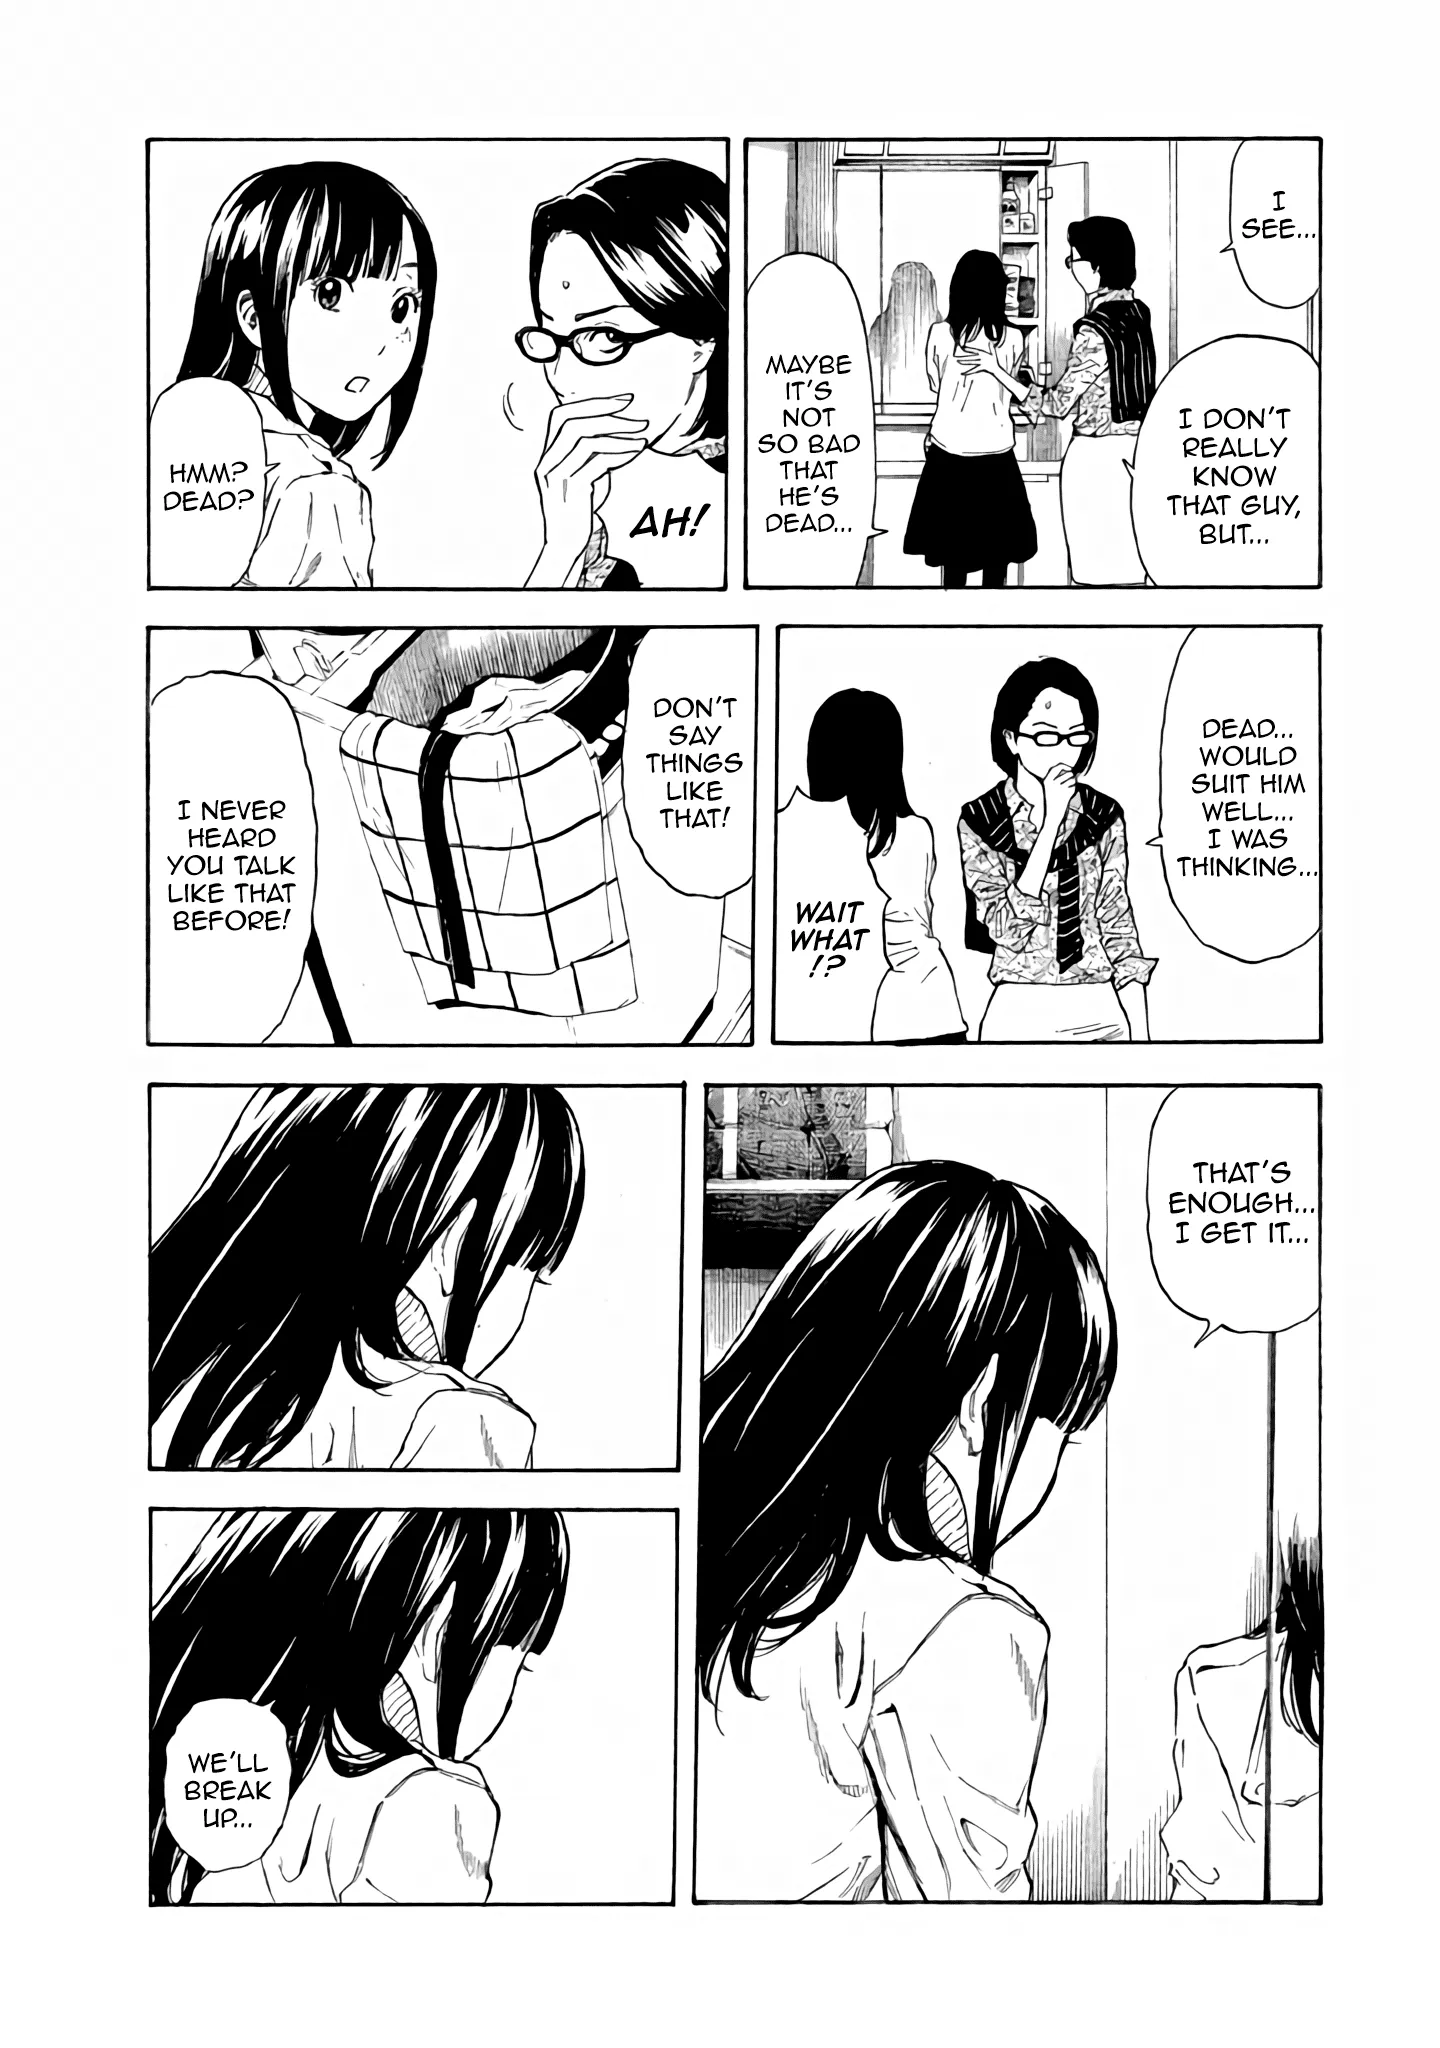 I
SEE...
I DON'T
REALLY
KNOW
THAT GUY,
BUT...
MAYBE
IT'S
NOT
SO BAD
THAT
HE'S
DEAD...
AH!
HMM?
DEAD?
DEAD...
WOULD
SUIT HIM
WELL...
I WAS
THINKING...
WAIT
WHAT
!?
DON'T
SAY
THINGS
LIKE
THAT!
I NEVER
HEARD
YOU TALK
LIKE THAT
BEFORE!
THAT'S
ENOUGH...
I GET IT...
WE'LL
BREAK
UP...